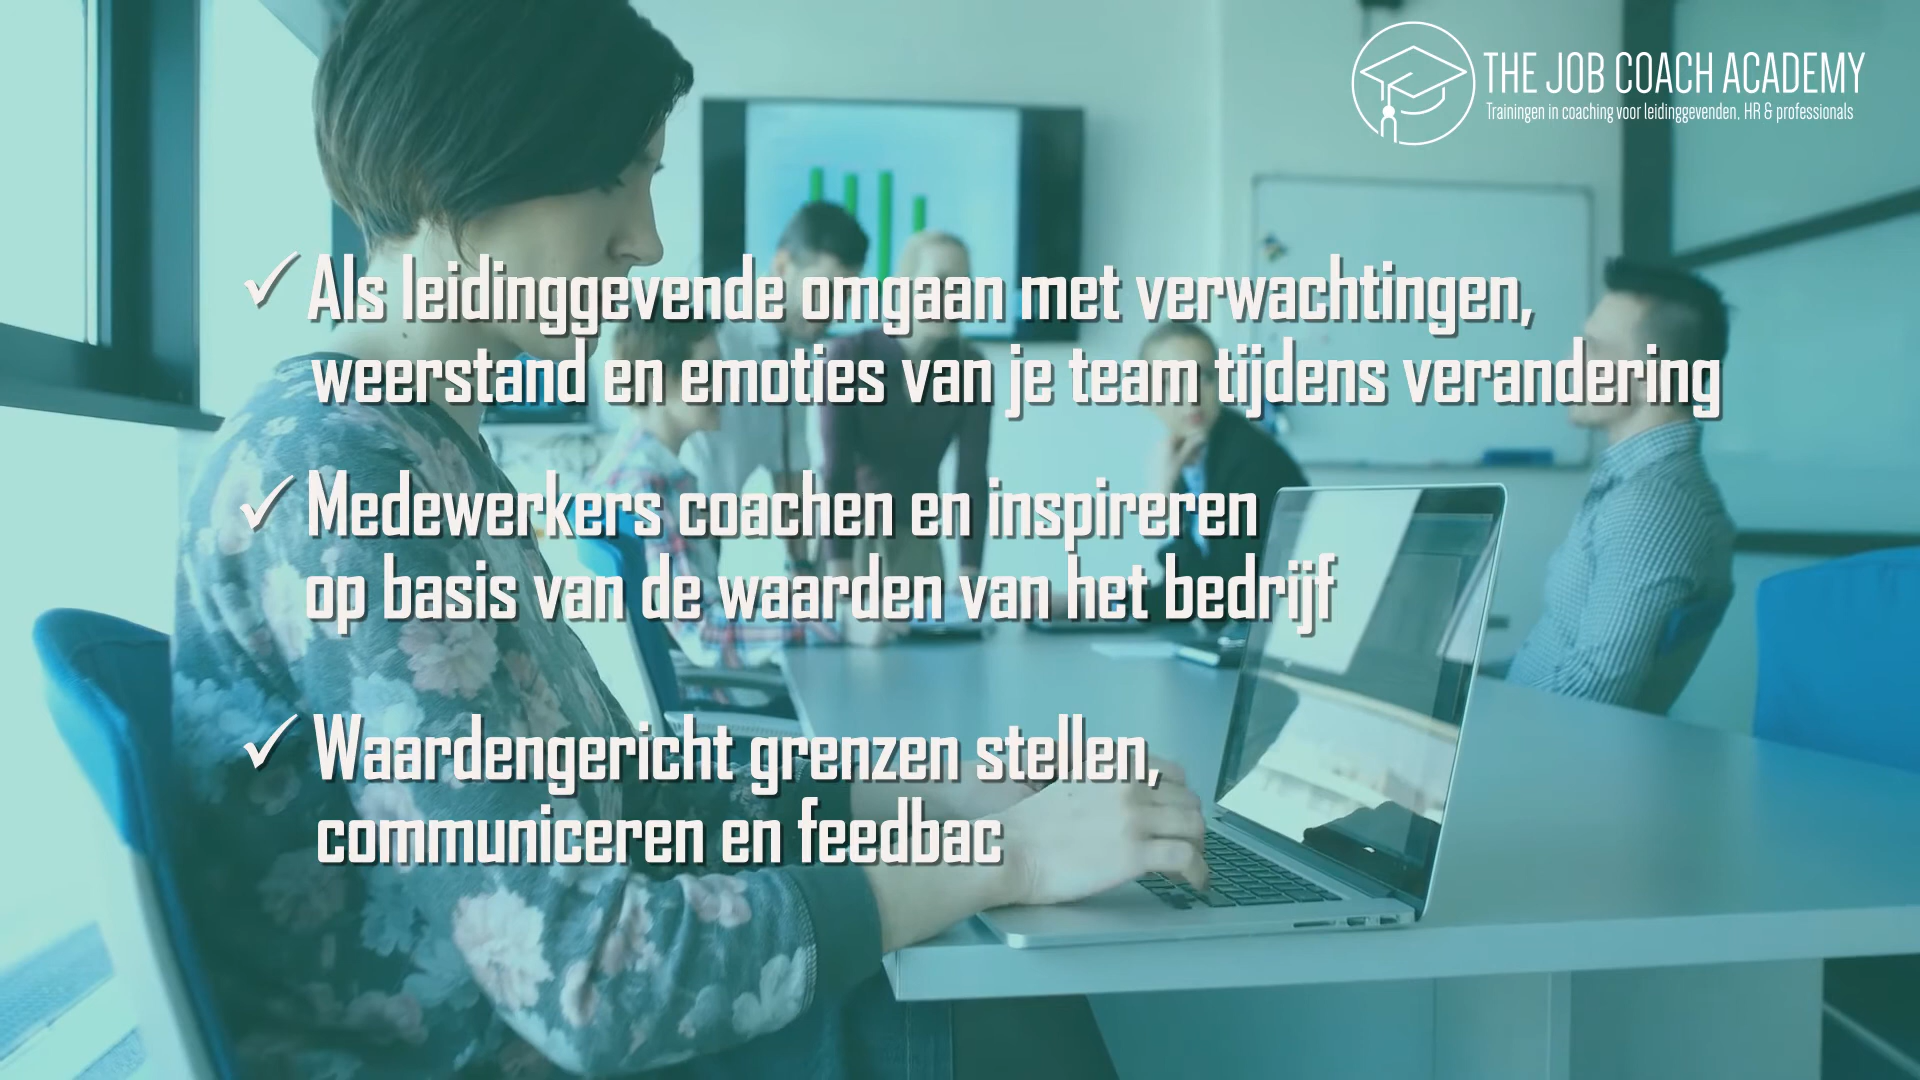 THE JOB COACH ACADEMY
Trainingen in coaching voor leidinggevenden, HR & professionals
✓ Als leidinggevende omgaan met verwachtingen,
weerstand en emoties van je team tijdens verandering
✓ Medewerkers coachen en inspireren
op basis van de waarden van het bedrijf
✓ Waardengericht grenzen stellen,
communiceren en feedbac